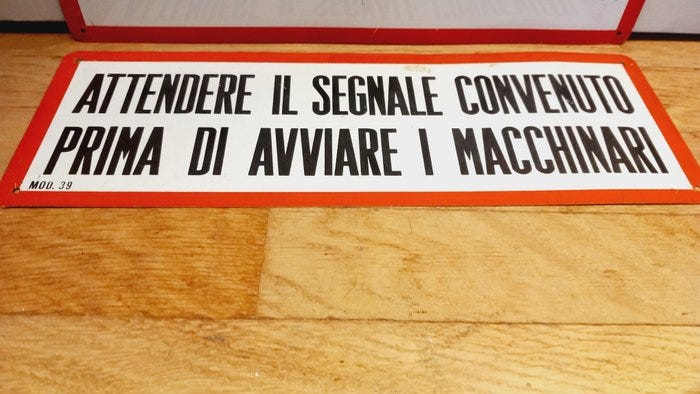 ATTENDERE IL SEGNALE CONVENUTO
PRIMA DI AVVIARE I MACCHINARI
MOD. 39